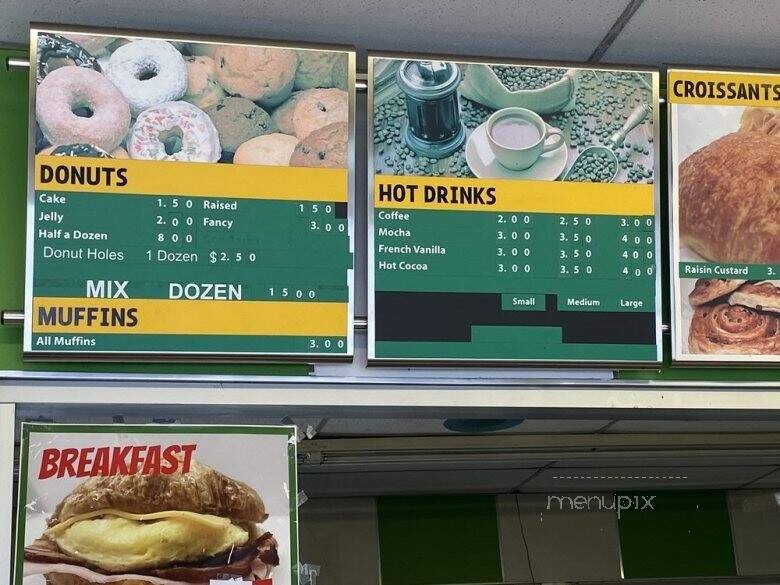 DONUTS
Cake 1.50 Raised 150
Jelly 2.00 Fancy 3.00
Half a Dozen 800
Donut Holes 1 Dozen $2.50
MIX DOZEN 1500
MUFFINS
All Muffins 3.00
HOT DRINKS
Coffee 2.00 2.50 3.00
Mocha 3.00 3.50 400
French Vanilla 3.00 3.50 400
Hot Cocoa 3.00 3.50 400
Small Medium Large
CROISSANTS
Raisin Custard 3.
BREAKFAST
menupix